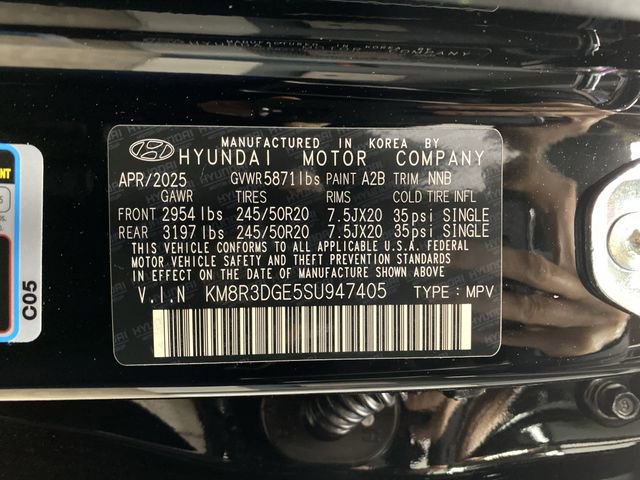 MANUFACTURED IN KOREA BY
HYUNDAI MOTOR COMPANY
APR/2025 GVWR 5871lbs PAINT A2B TRIM NNB
GAWR TIRES RIMS COLD TIRE INFL
FRONT 2954 lbs 245/50R20 7.5JX20 35psi SINGLE
REAR 3197 lbs 245/50R20 7.5JX20 35psi SINGLE
THIS VEHICLE CONFORMS TO ALL APPLICABLE U.S.A. FEDERAL
MOTOR VEHICLE SAFETY AND THEFT PREVENTION STANDARDS
IN EFFECT ON THE DATE OF MANUFACTURE SHOWN ABOVE.
V.I.N KM8R3DGE5SU947405 TYPE : MPV
C05